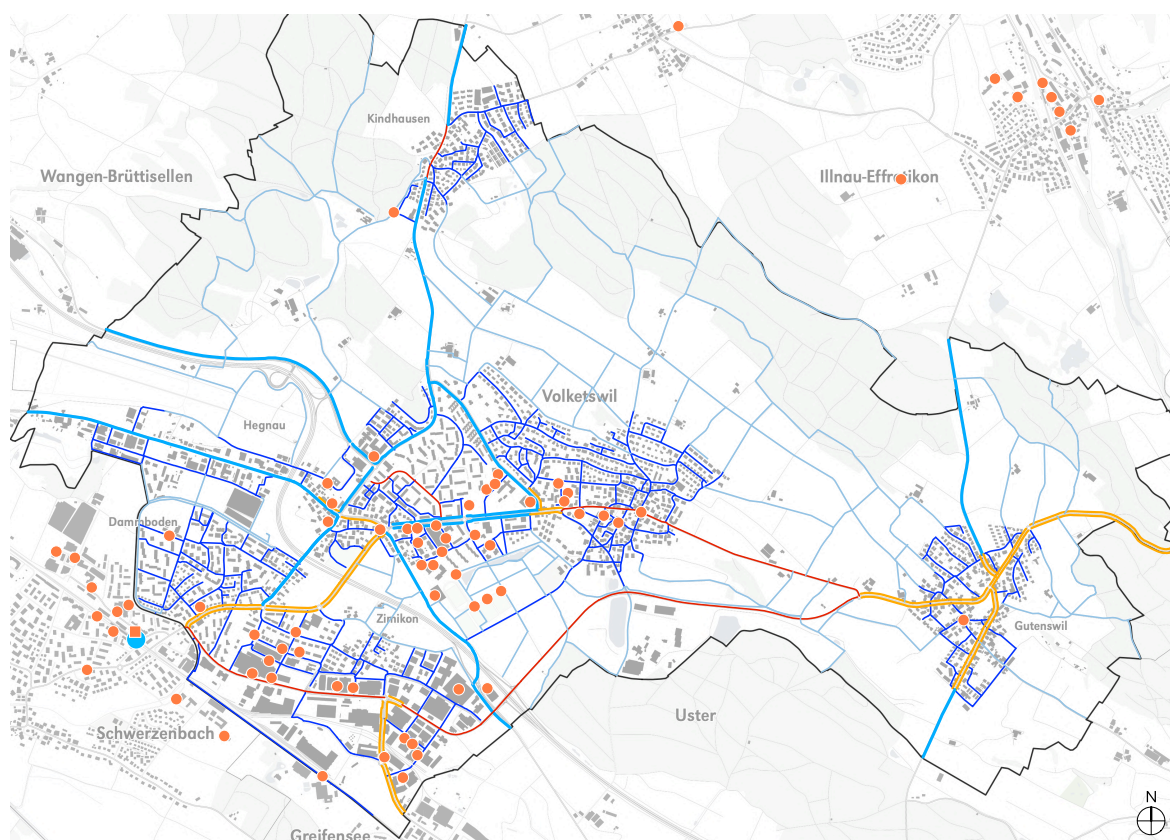 Kindhausen
Wangen-Brüttisellen
Illnau-Effretikon
Volketswil
Hegnau
Dammboden
Zimikon
Gutenswil
Uster
Schwerzenbach
N
Greifensee